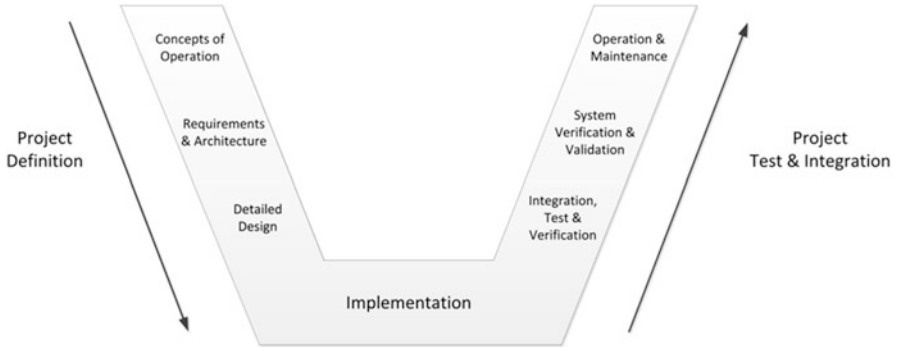 Concepts of
Operation
Requirements
& Architecture
Detailed
Design
Project
Definition
Implementation
Operation &
Maintenance
System
Verification &
Validation
Integration,
Test &
Verification
Project
Test & Integration